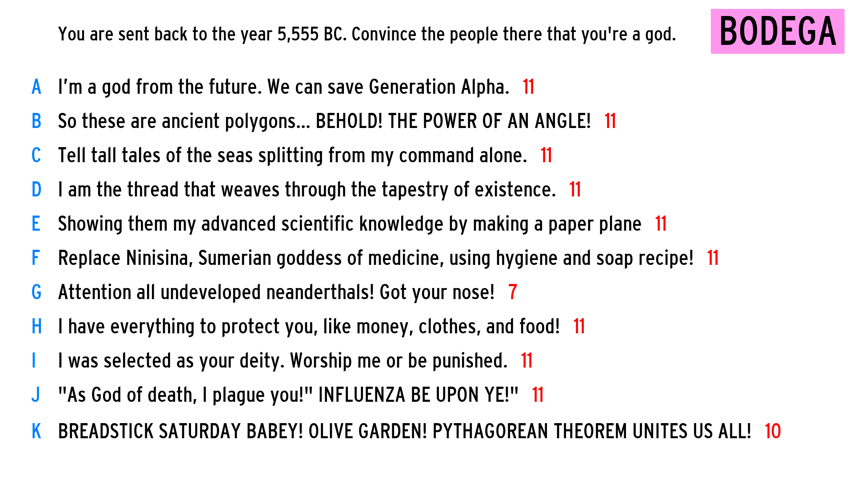 You are sent back to the year 5,555 BC. Convince the people there that you're a god.
BODEGA
A I'm a god from the future. We can save Generation Alpha. 11
B So these are ancient polygons... BEHOLD! THE POWER OF AN ANGLE! 11
C Tell tall tales of the seas splitting from my command alone. 11
D I am the thread that weaves through the tapestry of existence. 11
E Showing them my advanced scientific knowledge by making a paper plane 11
F Replace Ninisina, Sumerian goddess of medicine, using hygiene and soap recipe! 11
G Attention all undeveloped neanderthals! Got your nose! 7
H I have everything to protect you, like money, clothes, and food! 11
I I was selected as your deity. Worship me or be punished. 11
J "As God of death, I plague you!" INFLUENZA BE UPON YE!" 11
K BREADSTICK SATURDAY BABEY! OLIVE GARDEN! PYTHAGOREAN THEOREM UNITES US ALL! 10